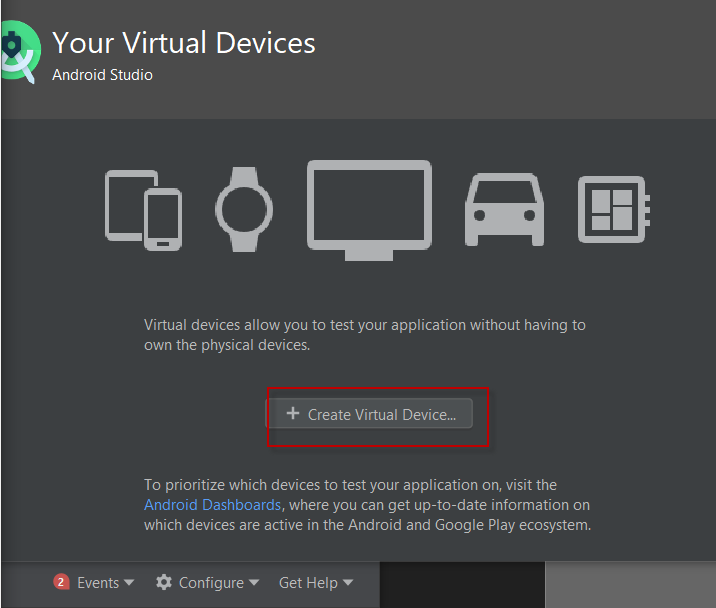 Your Virtual Devices
Android Studio
Virtual devices allow you to test your application without having to
own the physical devices.
+ Create Virtual Device...
To prioritize which devices to test your application on, visit the
Android Dashboards, where you can get up-to-date information on
which devices are active in the Android and Google Play ecosystem.
2 Events Configure Get Help